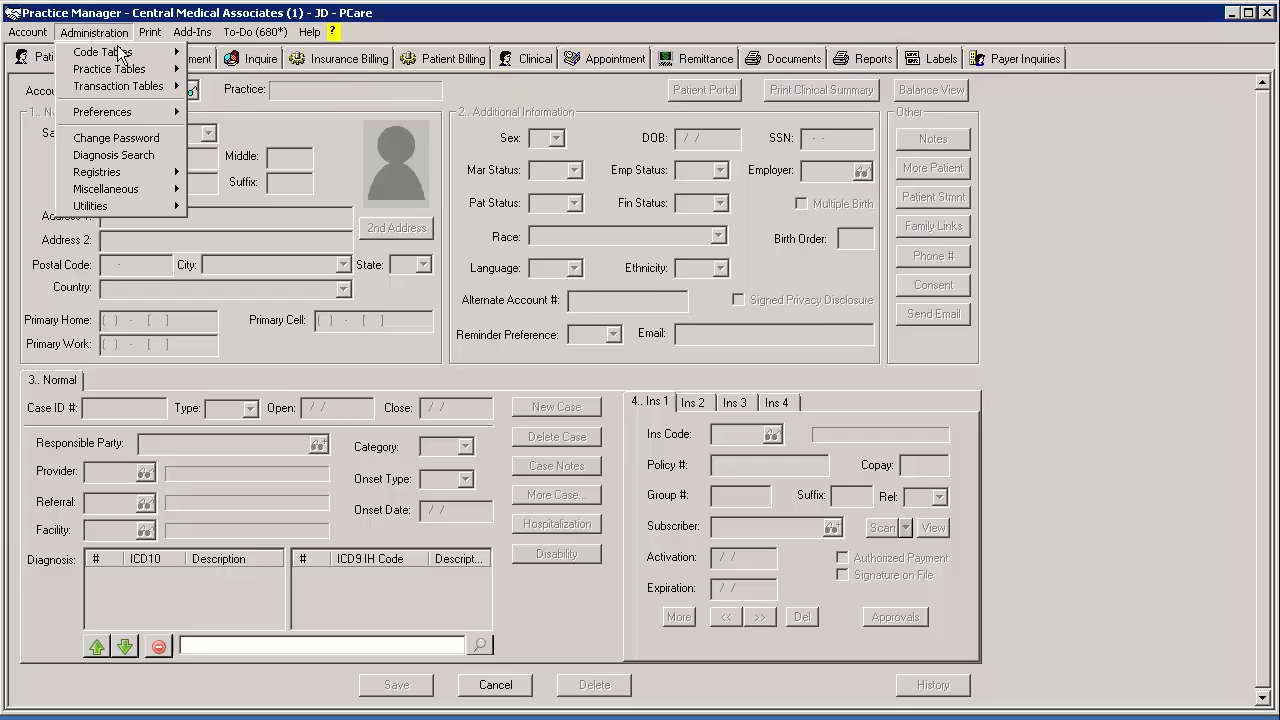 Practice Manager - Central Medical Associates (1) - JD - PCare
Account Administration Print Add-Ins To-Do (680*) Help ?
Code Tables
Practice Tables
Transaction Tables
Preferences
Change Password
Diagnosis Search
Registries
Miscellaneous
Utilities
Inquire Insurance Billing Patient Billing Clinical Appointment Remittance Documents Reports Labels Payer Inquiries
Practice: Patient Portal Print Clinical Summary Balance View
Middle:
Suffix:
Address 2:
2nd Address
Postal Code: - City: State:
Country:
Primary Home: ( ) - [ ] Primary Cell: ( ) - [ ]
Primary Work: ( ) - [ ]
2.. Additional Information
Sex: DOB: / / SSN: - -
Mar Status: Emp Status: Employer:
Pat Status: Fin Status: Multiple Birth
Race: Birth Order:
Language: Ethnicity:
Alternate Account #: Signed Privacy Disclosure
Reminder Preference: Email:
Other
Notes
More Patient
Patient Stmnt
Family Links
Phone #
Consent
Send Email
3.. Normal
Case ID #: Type: Open: / / Close: / /
Responsible Party: Category:
Provider: Onset Type:
Referral: Onset Date: / /
Facility:
Diagnosis: # ICD10 Description # ICD9 IH Code Descript...
New Case
Delete Case
Case Notes
More Case...
Hospitalization
Disability
4.. Ins 1 Ins 2 Ins 3 Ins 4
Ins Code:
Policy #: Copay:
Group #: Suffix: Rel:
Subscriber: Scan View
Activation: / / Authorized Payment
Signature on File
Expiration: / /
More << >> Del Approvals
Save Cancel Delete History